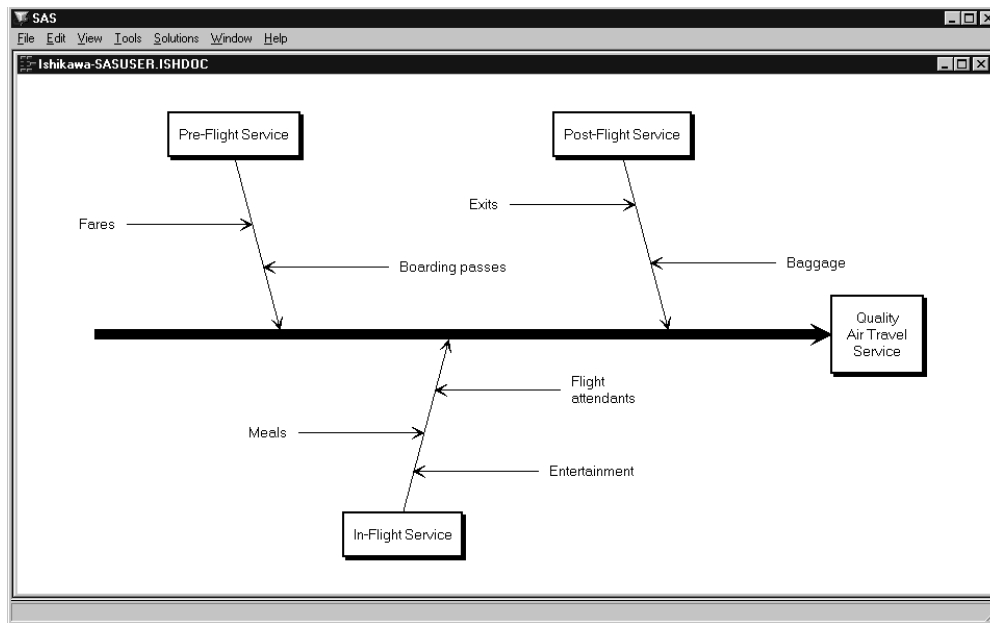 SAS
File Edit View Tools Solutions Window Help
Ishikawa-SASUSER.ISHDOC
Pre-Flight Service
Post-Flight Service
Exits
Fares
Boarding passes
Baggage
Quality
Air Travel
Service
Flight
attendants
Meals
Entertainment
In-Flight Service